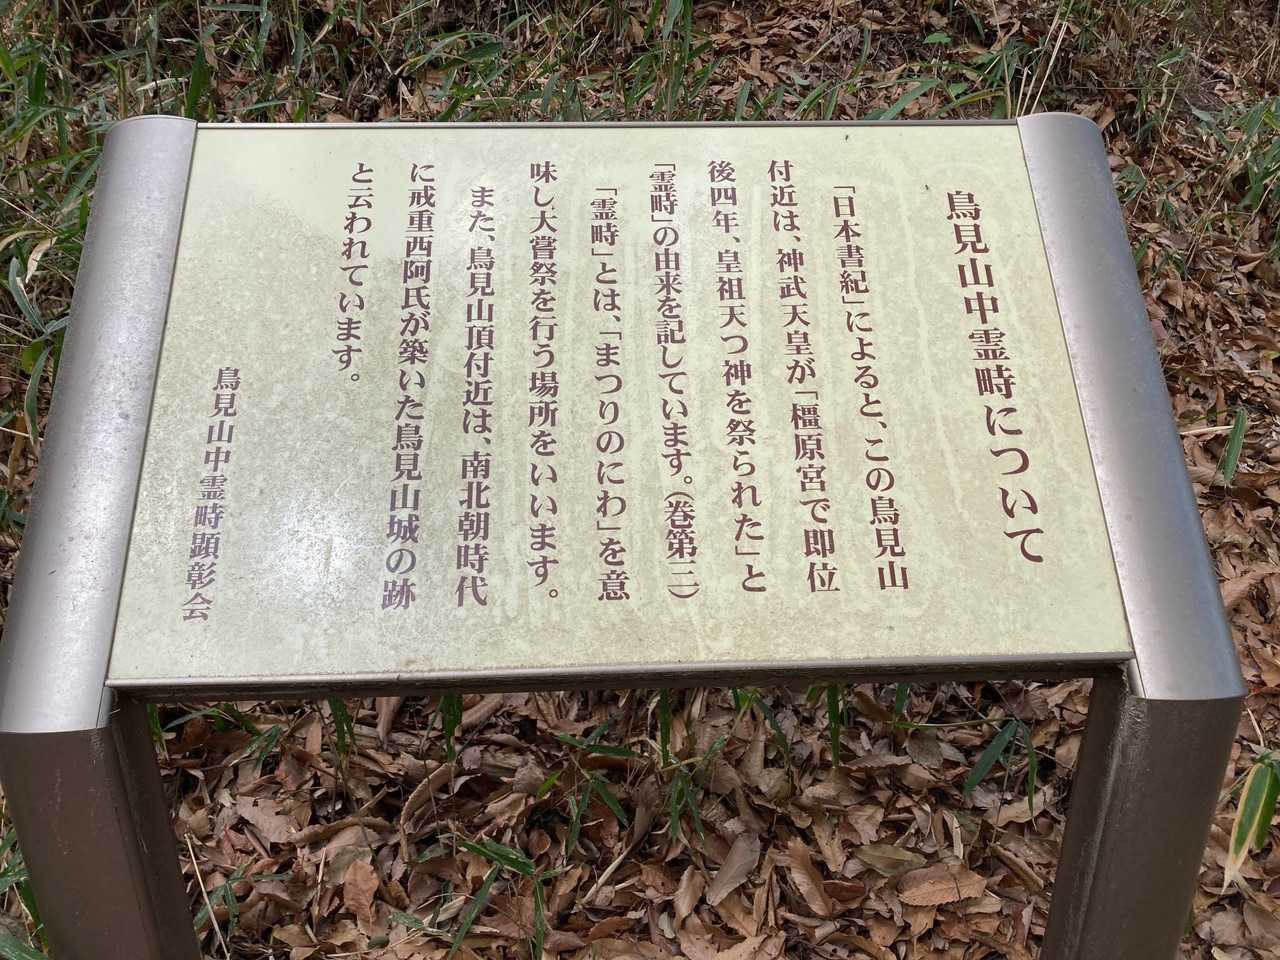 鳥見山中霊畤について
「日本書紀」によると、この鳥見山
付近は、神武天皇が「橿原宮で即位
後四年、皇祖天つ神を祭られた」と
「霊畤」の由来を記しています。(巻第三)
「霊畤」とは、「まつりのにわ」を意
味し大嘗祭を行う場所をいいます。
また、鳥見山頂付近は、南北朝時代
に戒重西阿氏が築いた鳥見山城の跡
と云われています。
鳥見山中霊畤顕彰会